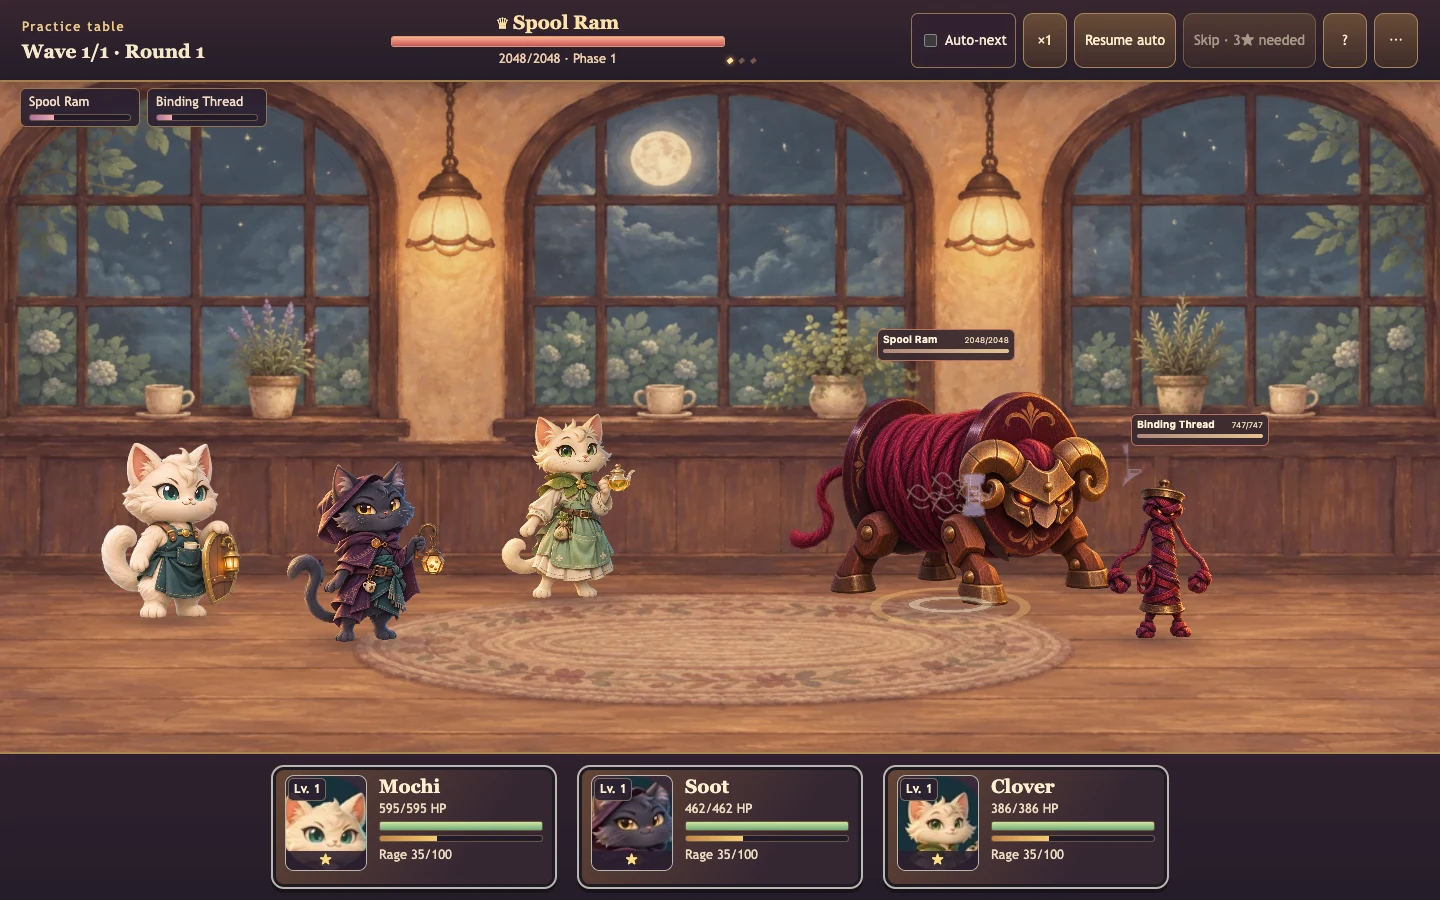 Practice table
Wave 1/1 · Round 1
♛ Spool Ram
2048/2048 · Phase 1
Auto-next
×1
Resume auto
Skip · 3★ needed
?
...
Spool Ram
Binding Thread
Spool Ram 2048/2048
Binding Thread 747/747
Lv. 1
Mochi
595/595 HP
Rage 35/100
Lv. 1
Soot
462/462 HP
Rage 35/100
Lv. 1
Clover
386/386 HP
Rage 35/100